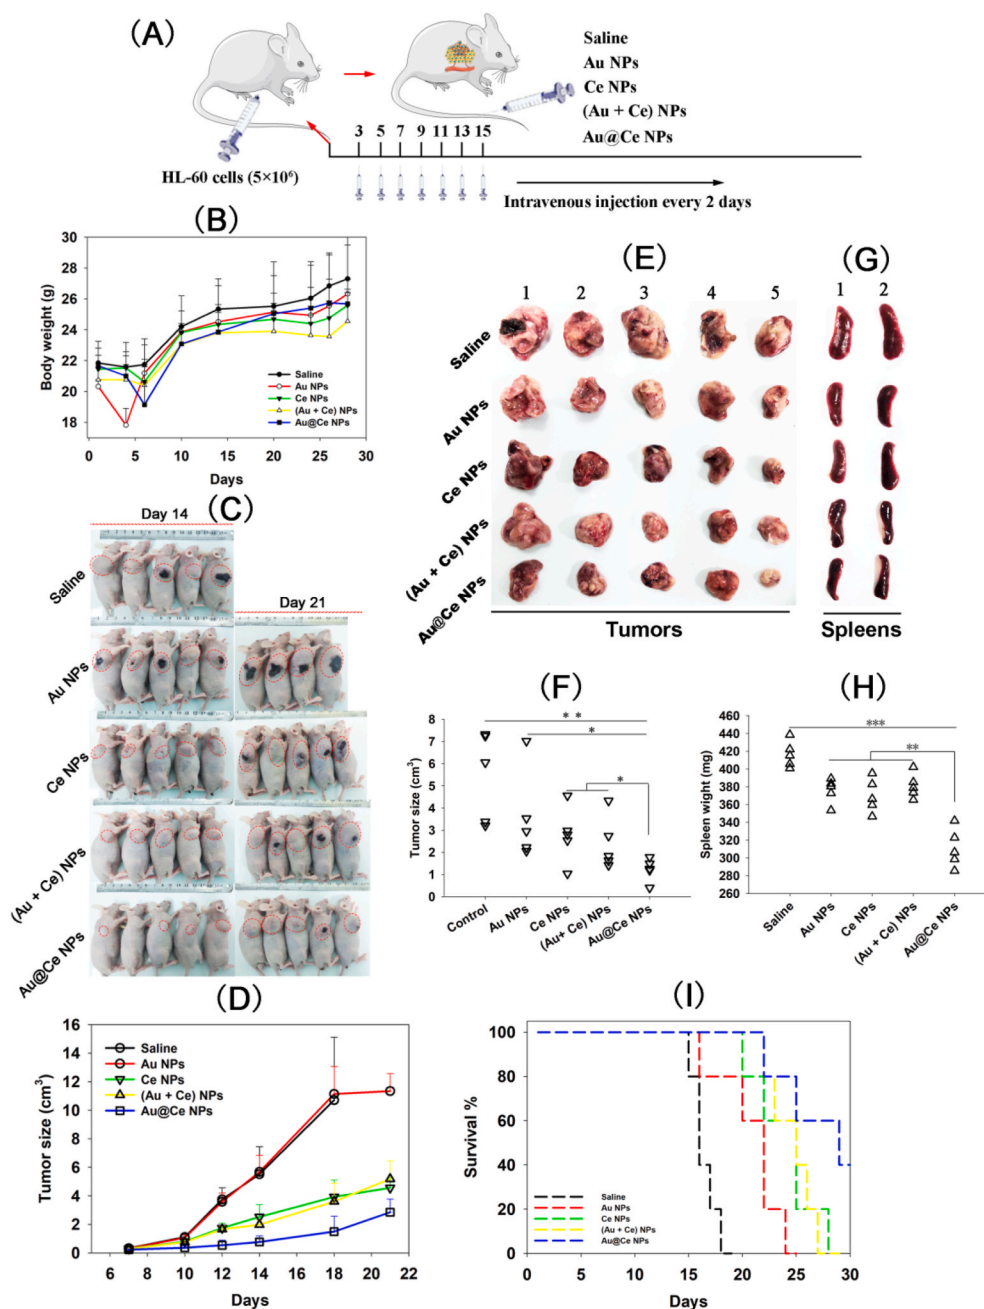 (A)
Saline
Au NPs
Ce NPs
(Au + Ce) NPs
Au@Ce NPs
3 5 7 9 11 13 15
HL-60 cells (5×10⁶)
Intravenous injection every 2 days
(B)
30
28
26
24
22
20
18
Body weight (g)
Saline
Au NPs
Ce NPs
(Au + Ce) NPs
Au@Ce NPs
0 5 10 15 20 25 30
Days
(C)
Day 14
Day 21
Saline
Au NPs
Ce NPs
(Au + Ce) NPs
Au@Ce NPs
(D)
16
14
12
10
8
6
4
2
0
Tumor size (cm³)
Saline
Au NPs
Ce NPs
(Au + Ce) NPs
Au@Ce NPs
6 8 10 12 14 16 18 20 22
Days
(E)
1 2 3 4 5
Saline
Au NPs
Ce NPs
(Au + Ce) NPs
Au@Ce NPs
Tumors
(G)
1 2
Spleens
(F)
8
7
6
5
4
3
2
1
0
Tumor size (cm³)
* *
*
*
Control
Au NPs
Ce NPs
(Au+ Ce) NPs
Au@Ce NPs
(H)
460
440
420
400
380
360
340
320
300
280
260
Spleen wight (mg)
***
**
Saline
Au NPs
Ce NPs
(Au + Ce) NPs
Au@Ce NPs
(I)
100
80
60
40
20
0
Survival %
Saline
Au NPs
Ce NPs
(Au + Ce) NPs
Au@Ce NPs
0 5 10 15 20 25 30
Days